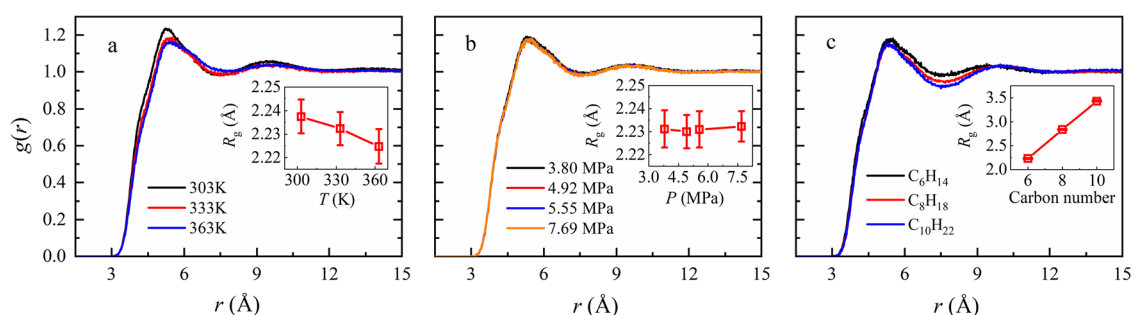 a
g(r)
1.2
1.0
0.8
0.6
0.4
0.2
0.0
3
6
9
12
15
r (Å)
303K
333K
363K
Rg (Å)
2.25
2.24
2.23
2.22
300
320
340
360
T (K)
b
3
6
9
12
15
r (Å)
3.80 MPa
4.92 MPa
5.55 MPa
7.69 MPa
Rg (Å)
2.25
2.24
2.23
2.22
3.0
4.5
6.0
7.5
P (MPa)
c
3
6
9
12
15
r (Å)
C6H14
C8H18
C10H22
Rg (Å)
3.5
3.0
2.5
2.0
6
8
10
Carbon number